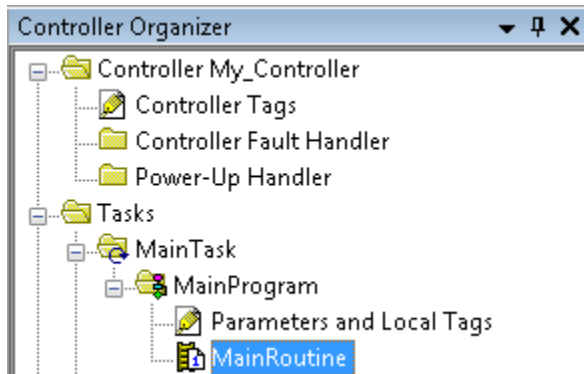 Controller Organizer
Controller My_Controller
Controller Tags
Controller Fault Handler
Power-Up Handler
Tasks
MainTask
MainProgram
Parameters and Local Tags
MainRoutine